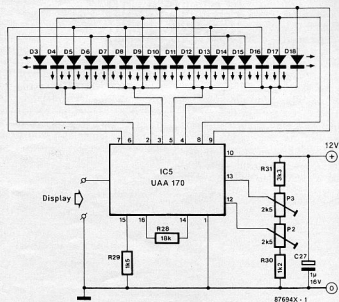 D3 D4 D5 D6 D7 D8 D9 D10 D11 D12 D13 D14 D15 D16 D17 D18
7 6 2 3 5 4 8 9
IC5
UAA 170
10
13
12
15 16 14 1
Display
R29
1k5
R28
18k
R31
3k3
P3
2k5
P2
2k5
R30
1k2
12V
+
C27
1µ
16V
0
87694X - 1